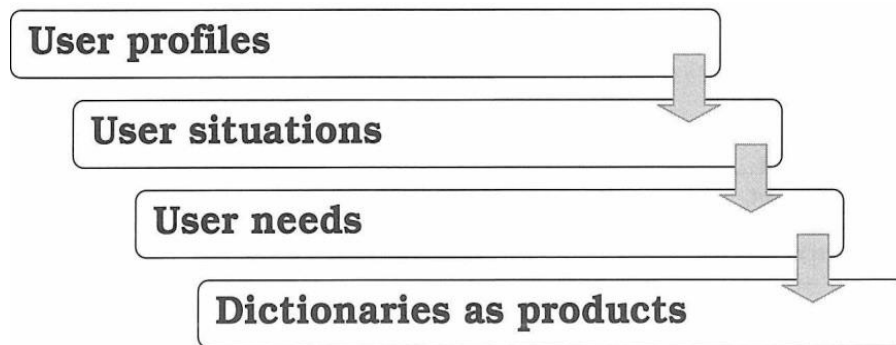 User profiles
User situations
User needs
Dictionaries as products